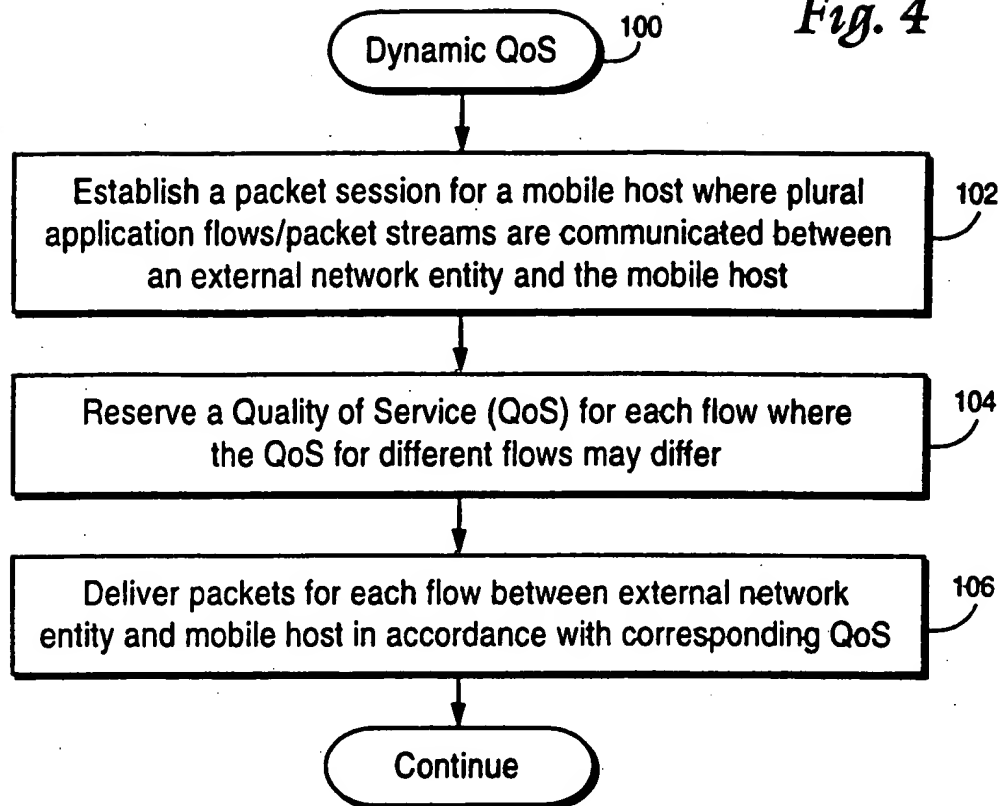 Fig. 4
Dynamic QoS
100
Establish a packet session for a mobile host where plural
application flows/packet streams are communicated between
an external network entity and the mobile host
102
Reserve a Quality of Service (QoS) for each flow where
the QoS for different flows may differ
104
Deliver packets for each flow between external network
entity and mobile host in accordance with corresponding QoS
106
Continue